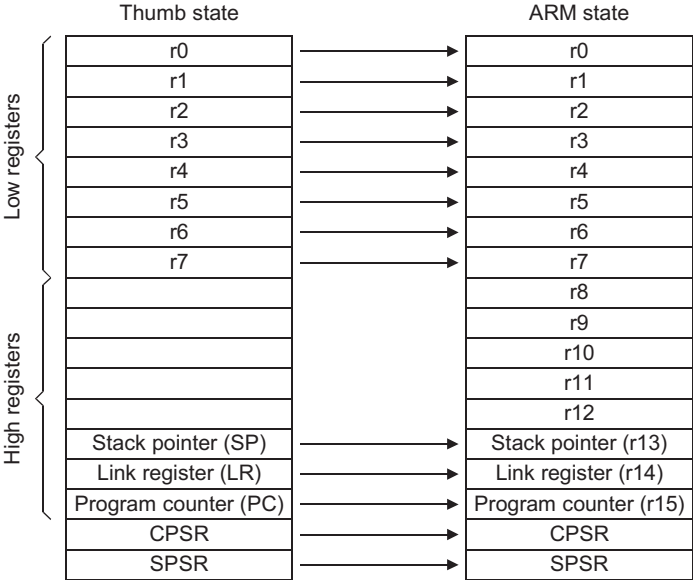 Thumb state ARM state
r0 r0
r1 r1
r2 r2
r3 r3
r4 r4
r5 r5
r6 r6
r7 r7
r8
r9
r10
r11
r12
Stack pointer (SP) Stack pointer (r13)
Link register (LR) Link register (r14)
Program counter (PC) Program counter (r15)
CPSR CPSR
SPSR SPSR
Low registers
High registers